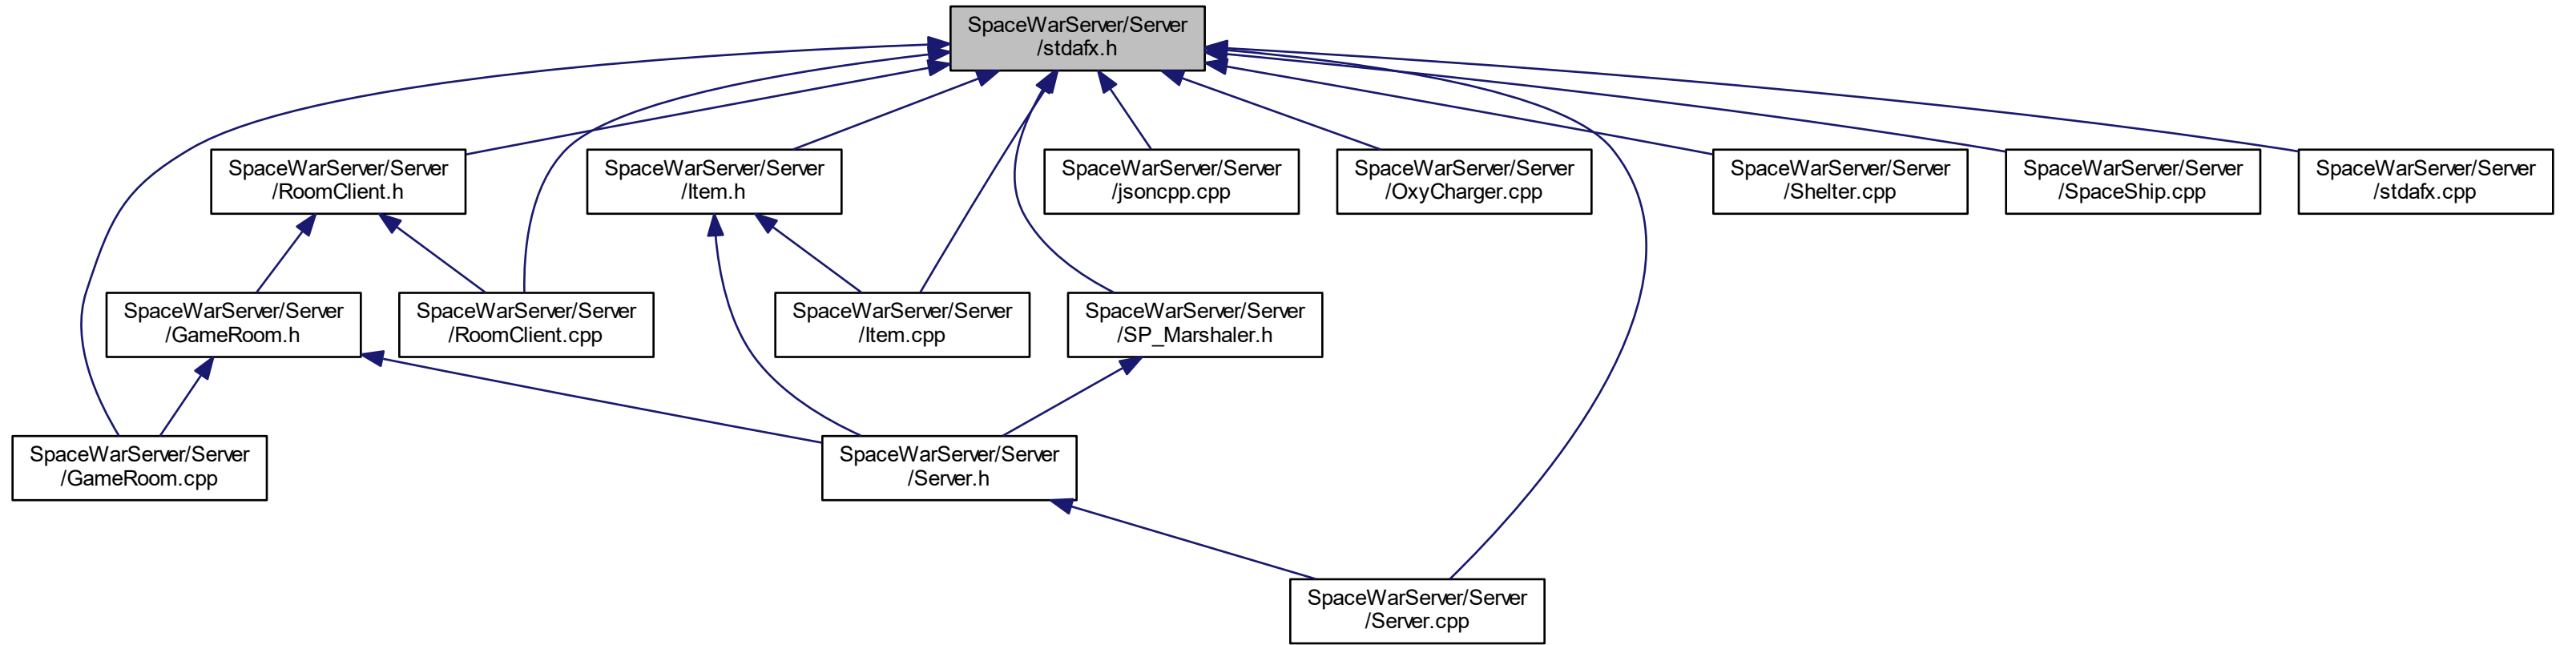 SpaceWarServer/Server
/stdafx.h
SpaceWarServer/Server
/RoomClient.h
SpaceWarServer/Server
/Item.h
SpaceWarServer/Server
/jsoncpp.cpp
SpaceWarServer/Server
/OxyCharger.cpp
SpaceWarServer/Server
/Shelter.cpp
SpaceWarServer/Server
/SpaceShip.cpp
SpaceWarServer/Server
/stdafx.cpp
SpaceWarServer/Server
/GameRoom.h
SpaceWarServer/Server
/RoomClient.cpp
SpaceWarServer/Server
/Item.cpp
SpaceWarServer/Server
/SP_Marshaler.h
SpaceWarServer/Server
/GameRoom.cpp
SpaceWarServer/Server
/Server.h
SpaceWarServer/Server
/Server.cpp